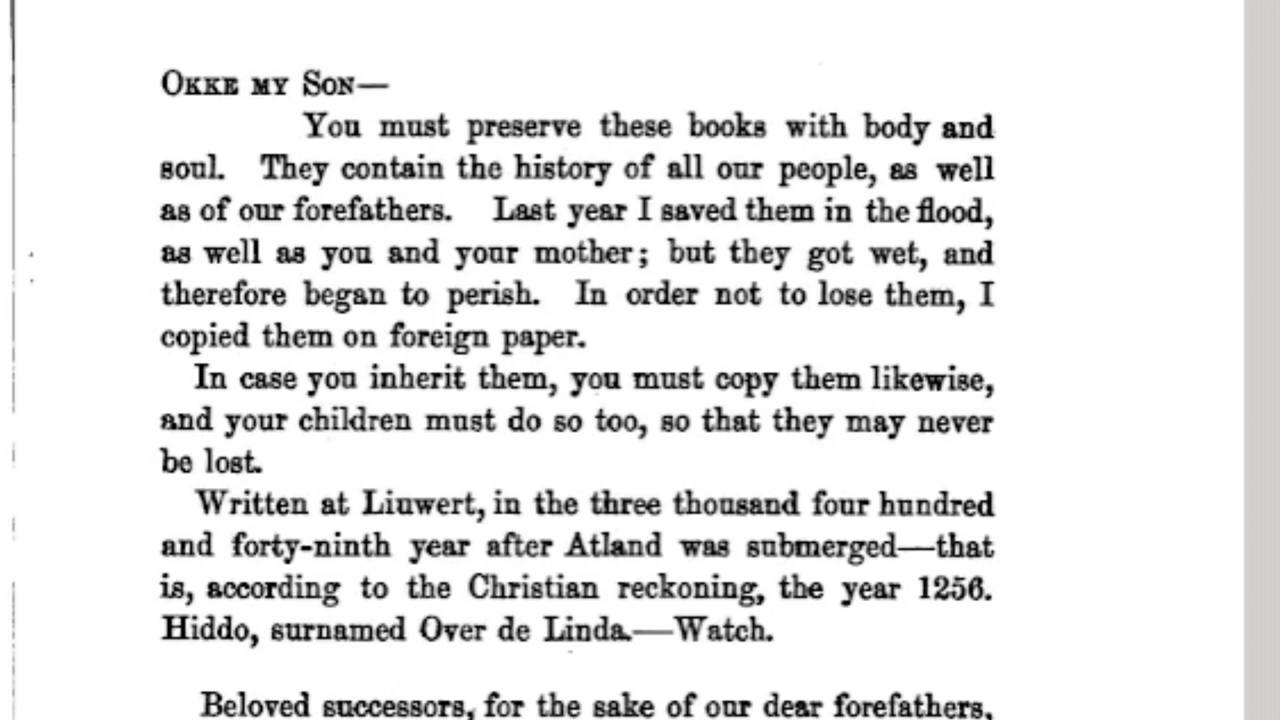 OKKE MY SON—
You must preserve these books with body and
soul. They contain the history of all our people, as well
as of our forefathers. Last year I saved them in the flood,
as well as you and your mother; but they got wet, and
therefore began to perish. In order not to lose them, I
copied them on foreign paper.
In case you inherit them, you must copy them likewise,
and your children must do so too, so that they may never
be lost.
Written at Liuwert, in the three thousand four hundred
and forty-ninth year after Atland was submerged—that
is, according to the Christian reckoning, the year 1256.
Hiddo, surnamed Over de Linda.—Watch.
Beloved successors, for the sake of our dear forefathers,